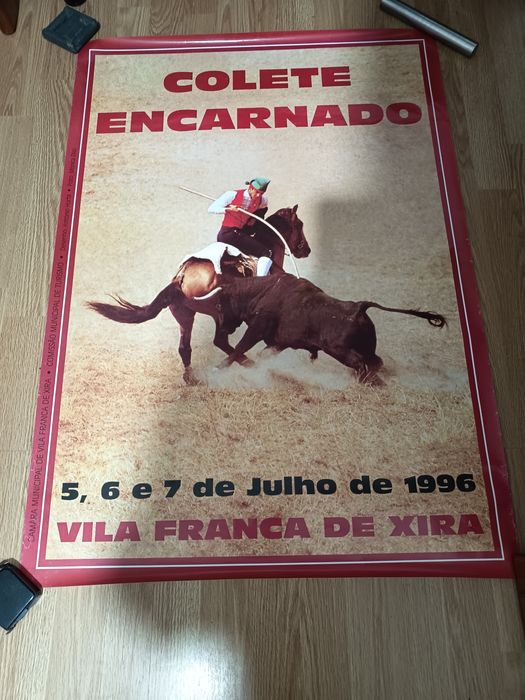 COLETE
ENCARNADO
5, 6 e 7 de Julho de 1996
VILA FRANCA DE XIRA
CÂMARA MUNICIPAL DE VILA FRANCA DE XIRA • COMISSÃO MUNICIPAL DE TURISMO •